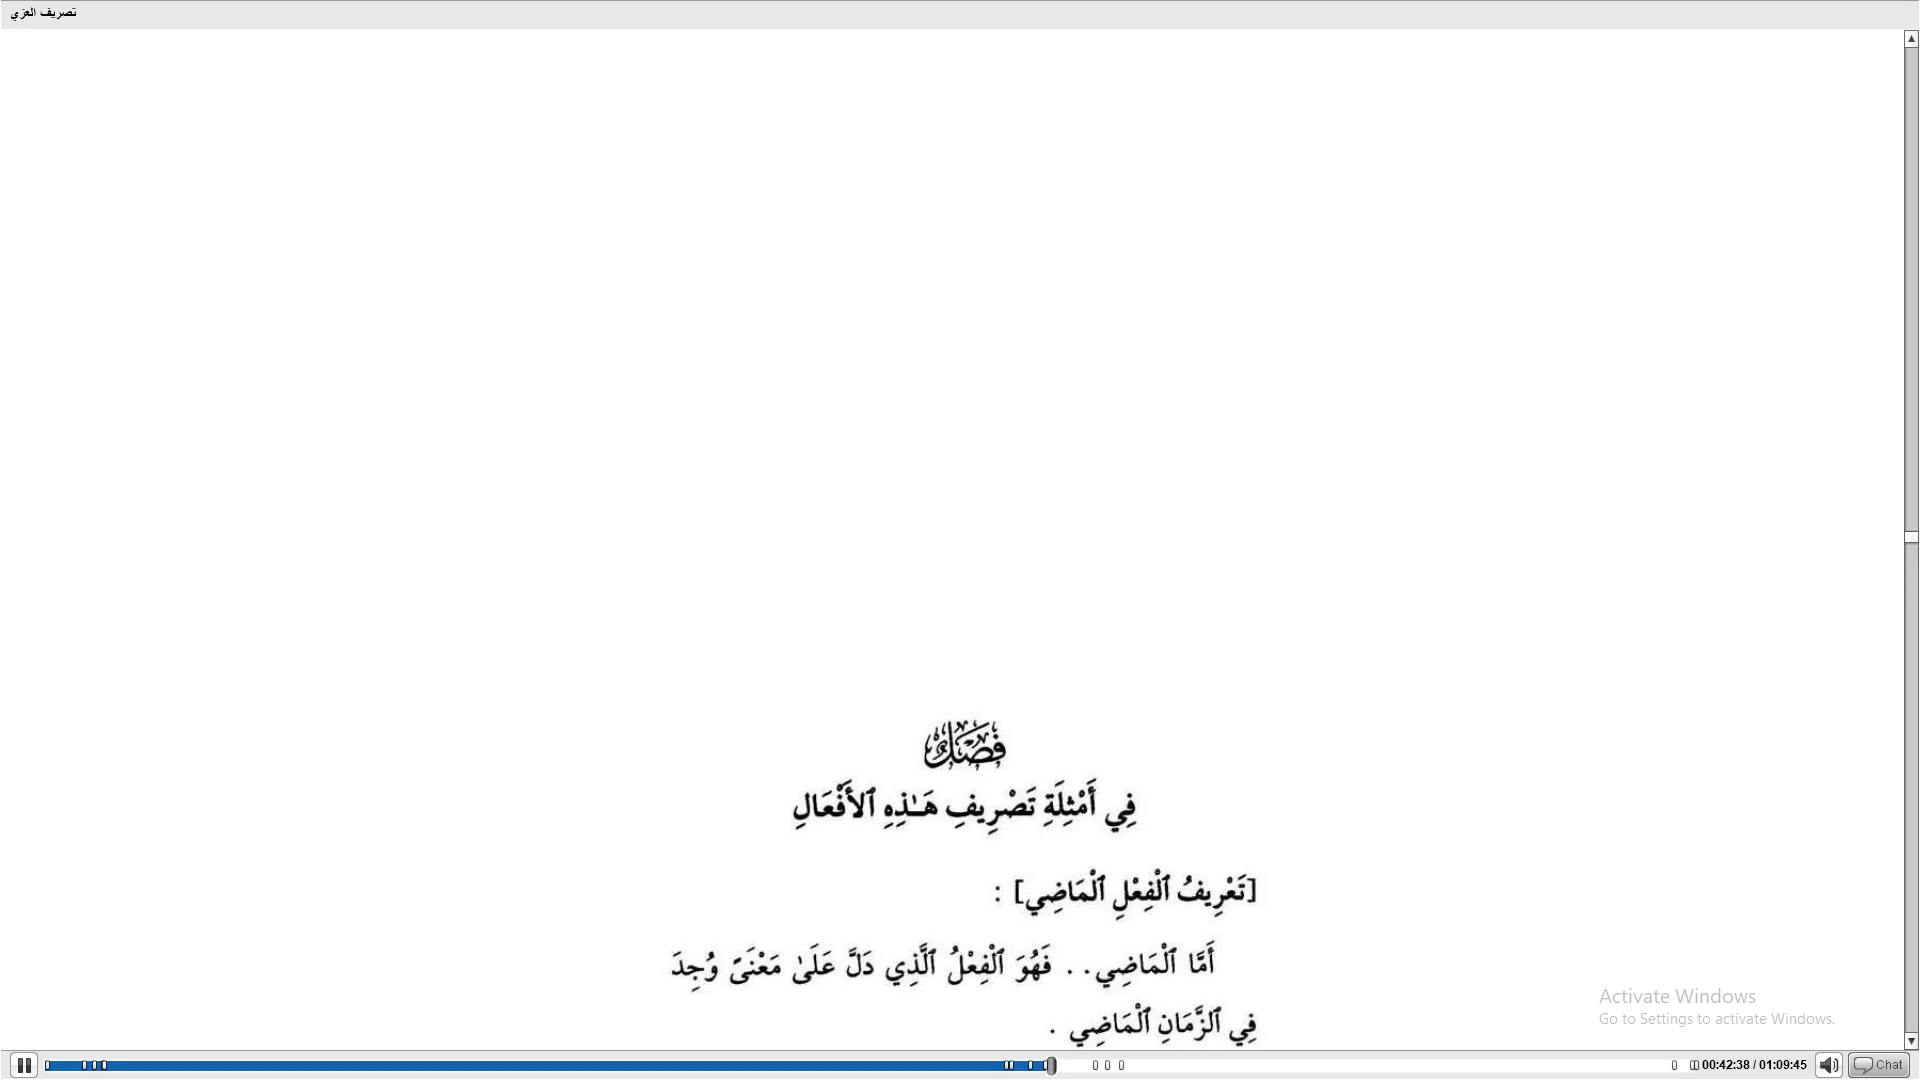 تصريف العزي
فَصْلٌ
فِي أَمْثِلَةِ تَصْرِيفِ هَـٰذِهِ ٱلأَفْعَالِ
[تَعْرِيفُ ٱلْفِعْلِ ٱلْمَاضِي] :
أَمَّا ٱلْمَاضِي.. فَهُوَ ٱلْفِعْلُ ٱلَّذِي دَلَّ عَلَىٰ مَعْنَىً وُجِدَ
فِي ٱلزَّمَانِ ٱلْمَاضِي .
Activate Windows
Go to Settings to activate Windows.
00:42:38 / 01:09:45 Chat